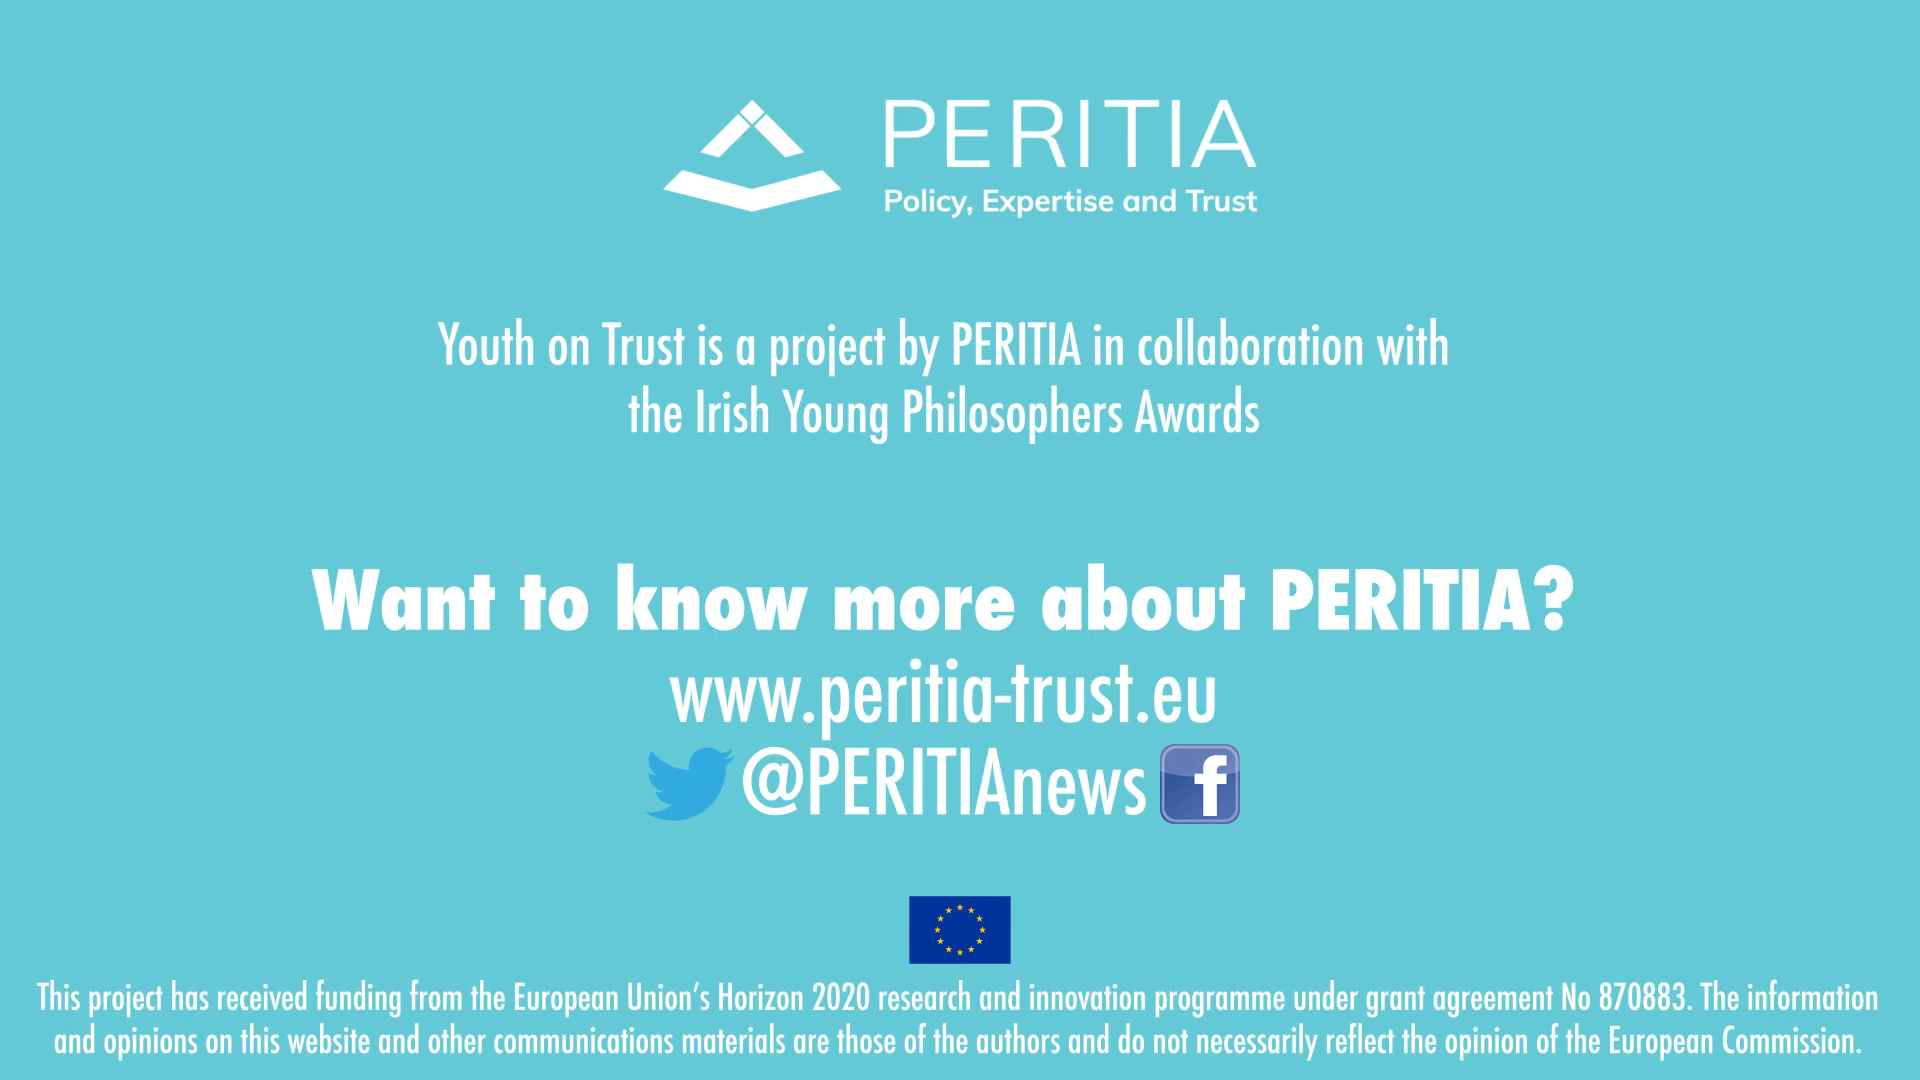 PERITIA
Policy, Expertise and Trust
Youth on Trust is a project by PERITIA in collaboration with
the Irish Young Philosophers Awards
Want to know more about PERITIA?
www.peritia-trust.eu
@PERITIAnews f
This project has received funding from the European Union’s Horizon 2020 research and innovation programme under grant agreement No 870883. The information
and opinions on this website and other communications materials are those of the authors and do not necessarily reflect the opinion of the European Commission.